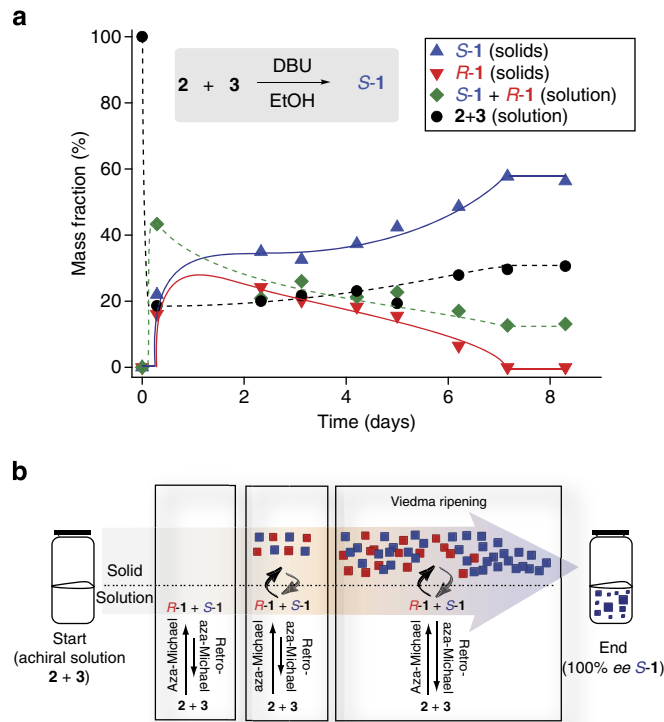 a
100
80
60
40
20
0
Mass fraction (%)
0 2 4 6 8
Time (days)
2 + 3 DBU S-1
EtOH
S-1 (solids)
R-1 (solids)
S-1 + R-1 (solution)
2+3 (solution)
b
Viedma ripening
Solid
Solution
Start
(achiral solution
2 + 3)
R-1 + S-1
Aza-Michael
Retro-
aza-Michael
2 + 3
R-1 + S-1
aza-Michael
Retro-
aza-Michael
2 + 3
R-1 + S-1
Aza-Michael
Retro-
aza-Michael
2 + 3
End
(100% ee S-1)